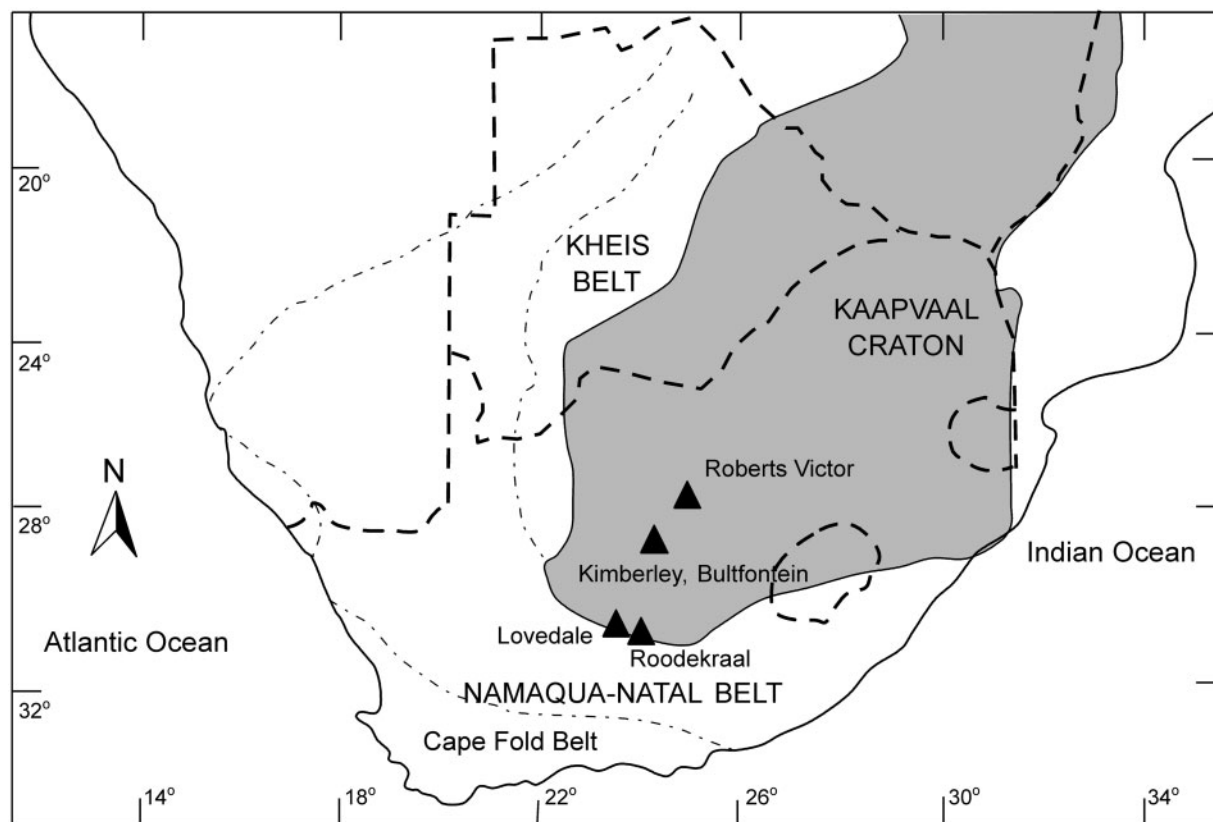 20°
KHEIS
BELT
KAAPVAAL
CRATON
24°
N
Roberts Victor
28°
Indian Ocean
Kimberley, Bultfontein
Atlantic Ocean
Lovedale
Roodekraal
NAMAQUA-NATAL BELT
32°
Cape Fold Belt
14°
18°
22°
26°
30°
34°